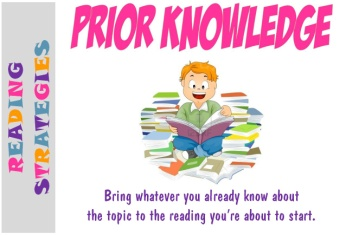 PRIOR KNOWLEDGE
READING
STRATEGIES
Bring whatever you already know about
the topic to the reading you're about to start.